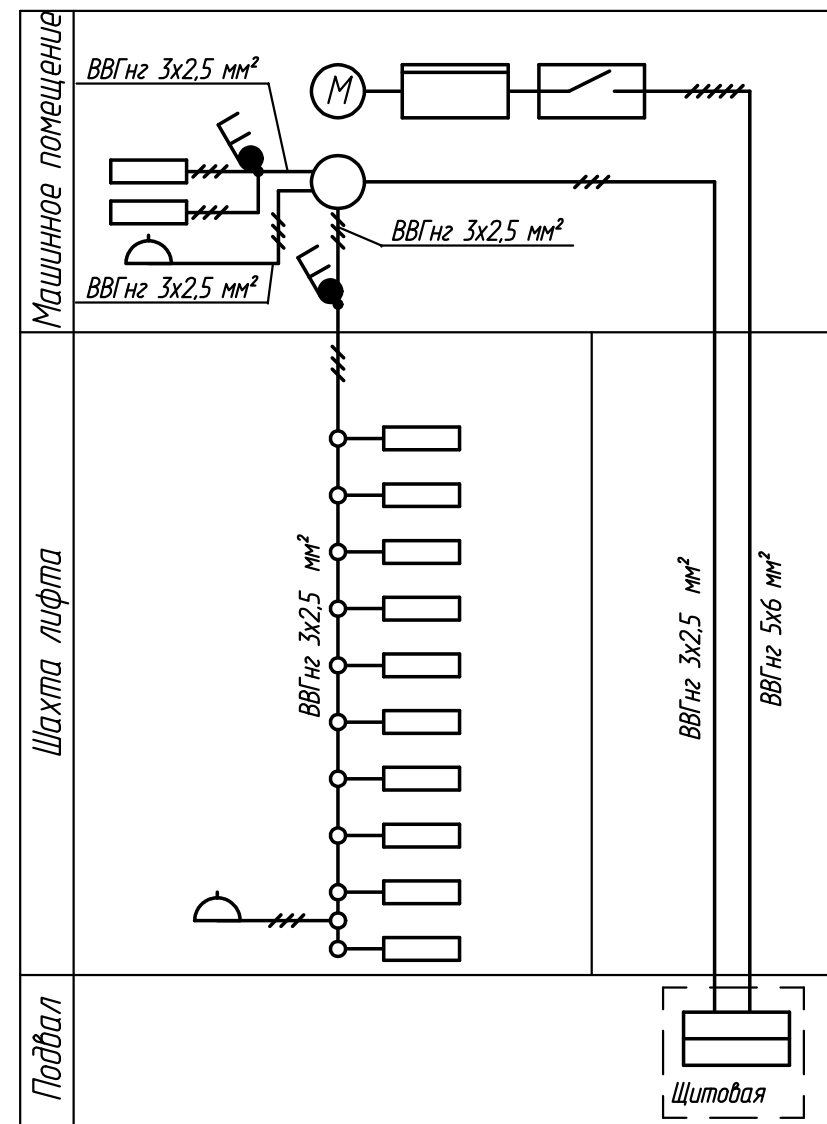 Машинное помещение
ВВГнг 3х2,5 мм²
М
ВВГнг 3х2,5 мм²
ВВГнг 3х2,5 мм²
Шахта лифта
ВВГнг 3х2,5 мм²
ВВГнг 3х2,5 мм²
ВВГнг 5х6 мм²
Подвал
Щитовая